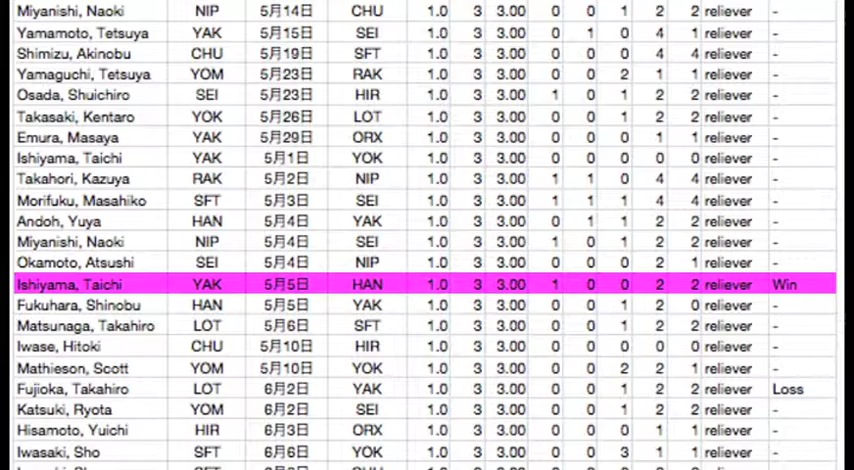 Miyanishi, Naoki NIP 5月14日 CHU 1.0 3 3.00 0 0 1 2 2 reliever -
Yamamoto, Tetsuya YAK 5月15日 SEI 1.0 3 3.00 0 1 0 4 1 reliever -
Shimizu, Akinobu CHU 5月19日 SFT 1.0 3 3.00 0 0 0 4 4 reliever -
Yamaguchi, Tetsuya YOM 5月23日 RAK 1.0 3 3.00 0 0 2 1 1 reliever -
Osada, Shuichiro SEI 5月23日 HIR 1.0 3 3.00 1 0 1 2 2 reliever -
Takasaki, Kentaro YOK 5月26日 LOT 1.0 3 3.00 0 0 1 2 2 reliever -
Emura, Masaya YAK 5月29日 ORX 1.0 3 3.00 0 0 0 1 1 reliever -
Ishiyama, Taichi YAK 5月1日 YOK 1.0 3 3.00 0 0 0 0 0 reliever -
Takahori, Kazuya RAK 5月2日 NIP 1.0 3 3.00 1 1 0 4 4 reliever -
Morifuku, Masahiko SFT 5月3日 SEI 1.0 3 3.00 1 1 1 4 4 reliever -
Andoh, Yuya HAN 5月4日 YAK 1.0 3 3.00 0 1 1 2 2 reliever -
Miyanishi, Naoki NIP 5月4日 SEI 1.0 3 3.00 1 0 1 2 2 reliever -
Okamoto, Atsushi SEI 5月4日 NIP 1.0 3 3.00 0 0 0 2 1 reliever -
Ishiyama, Taichi YAK 5月5日 HAN 1.0 3 3.00 1 0 0 2 2 reliever Win
Fukuhara, Shinobu HAN 5月5日 YAK 1.0 3 3.00 0 0 1 2 0 reliever -
Matsunaga, Takahiro LOT 5月6日 SFT 1.0 3 3.00 0 0 1 2 2 reliever -
Iwase, Hitoki CHU 5月10日 HIR 1.0 3 3.00 0 0 0 0 0 reliever -
Mathieson, Scott YOM 5月10日 YOK 1.0 3 3.00 0 0 2 2 1 reliever -
Fujioka, Takahiro LOT 6月2日 YAK 1.0 3 3.00 0 0 1 2 2 reliever Loss
Katsuki, Ryota YOM 6月2日 SEI 1.0 3 3.00 0 0 1 2 2 reliever -
Hisamoto, Yuichi HIR 6月3日 ORX 1.0 3 3.00 0 0 0 1 1 reliever -
Iwasaki, Sho SFT 6月6日 YOK 1.0 3 3.00 0 0 3 1 1 reliever -